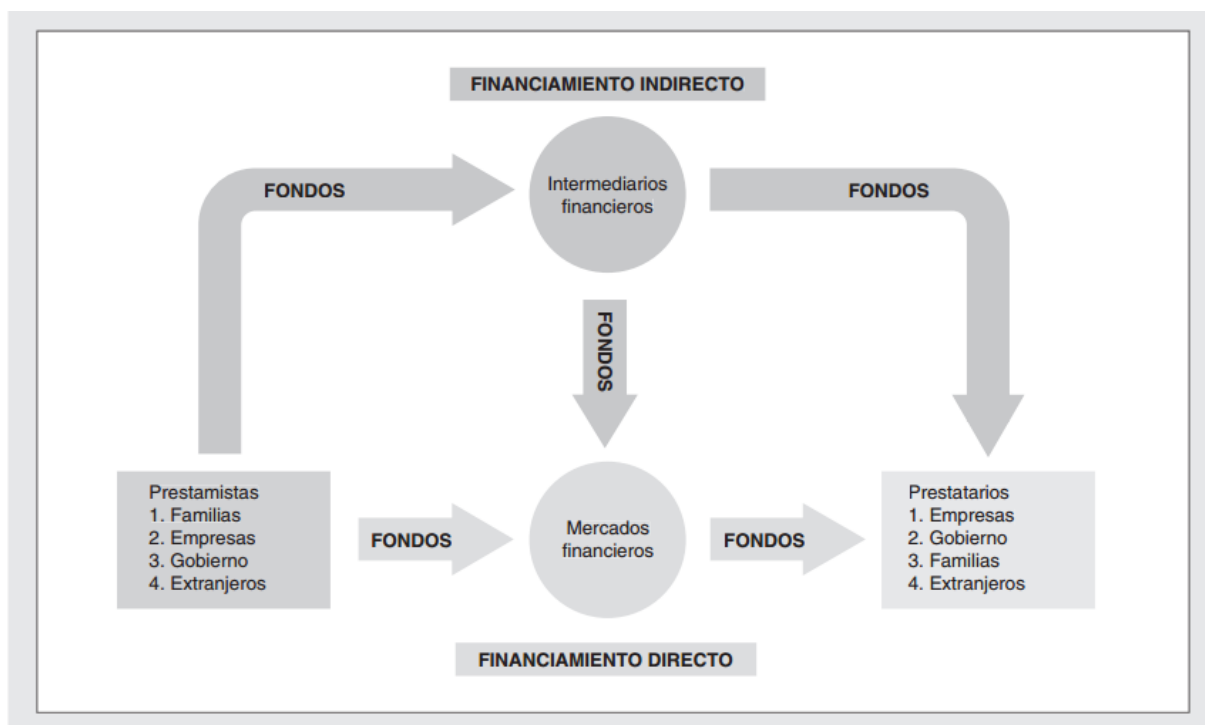 FINANCIAMIENTO INDIRECTO
FONDOS
Intermediarios
financieros
FONDOS
FONDOS
Prestamistas
1. Familias
2. Empresas
3. Gobierno
4. Extranjeros
FONDOS
Mercados
financieros
FONDOS
Prestatarios
1. Empresas
2. Gobierno
3. Familias
4. Extranjeros
FINANCIAMIENTO DIRECTO